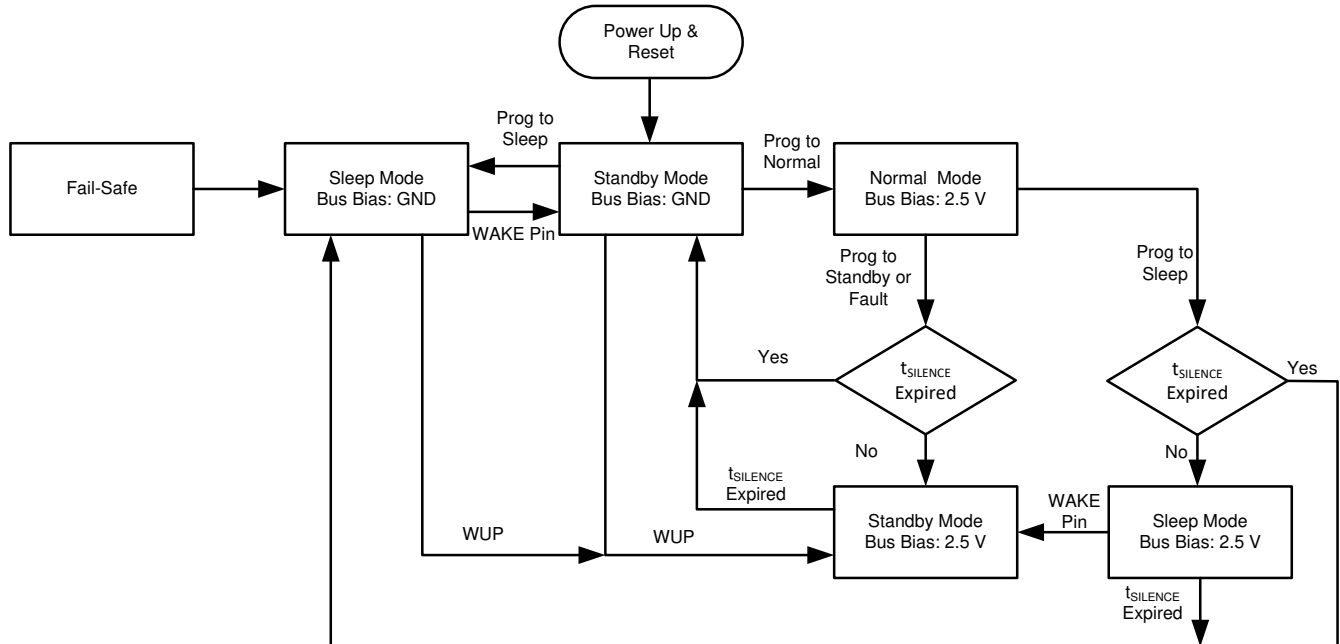 Power Up &
Reset
Prog to
Sleep
Prog to
Normal
Fail-Safe
Sleep Mode
Bus Bias: GND
Standby Mode
Bus Bias: GND
Normal Mode
Bus Bias: 2.5 V
WAKE Pin
Prog to
Standby or
Fault
Prog to
Sleep
Yes
tSILENCE
Expired
tSILENCE
Expired
Yes
No
No
tSILENCE
Expired
WAKE
Pin
Standby Mode
Bus Bias: 2.5 V
Sleep Mode
Bus Bias: 2.5 V
WUP
WUP
tSILENCE
Expired